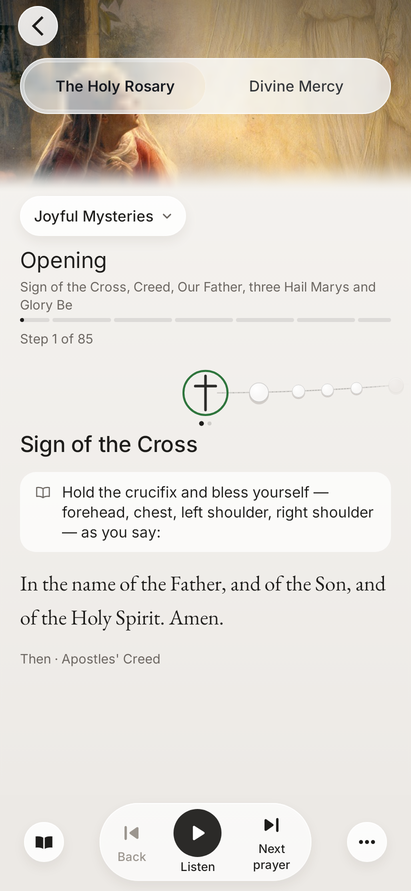 The Holy Rosary
Divine Mercy
Joyful Mysteries
Opening
Sign of the Cross, Creed, Our Father, three Hail Marys and
Glory Be
Step 1 of 85
Sign of the Cross
Hold the crucifix and bless yourself —
forehead, chest, left shoulder, right shoulder
— as you say:
In the name of the Father, and of the Son, and
of the Holy Spirit. Amen.
Then · Apostles' Creed
Back
Listen
Next
prayer